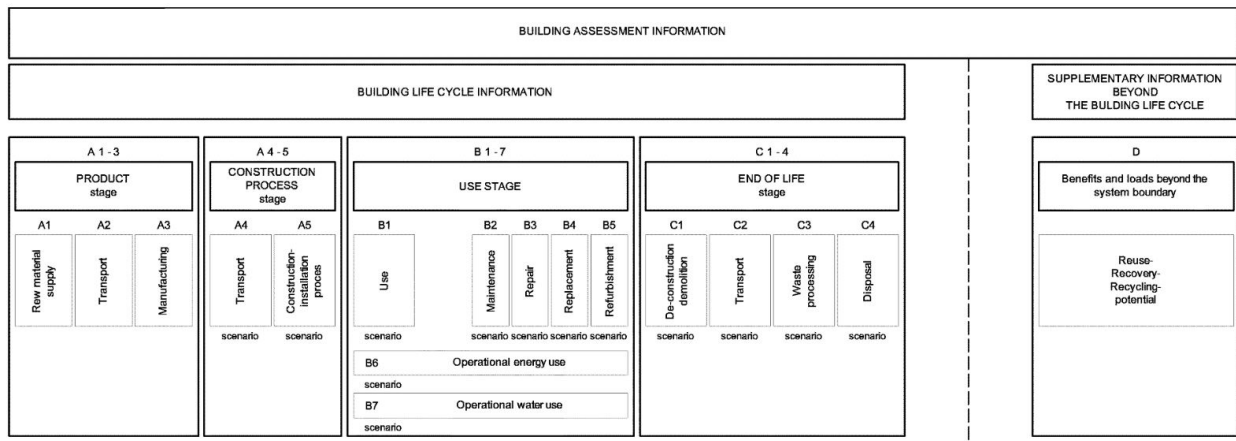 BUILDING ASSESSMENT INFORMATION
BUILDING LIFE CYCLE INFORMATION
SUPPLEMENTARY INFORMATION
BEYOND
THE BULDING LIFE CYCLE
A 1 - 3
PRODUCT
stage
A1
A2
A3
Rew material
supply
Transport
Manufacturing
A 4 - 5
CONSTRUCTION
PROCESS
stage
A4
A5
Transport
Construction-
installation
proces
scenario
scenario
B 1 - 7
USE STAGE
B1
B2
B3
B4
B5
Use
Maintenance
Repair
Replacement
Refurbishment
scenario
scenario
scenario
scenario
scenario
B6 Operational energy use
scenario
B7 Operational water use
scenario
C 1 - 4
END OF LIFE
stage
C1
C2
C3
C4
De-construction
demolition
Transport
Waste
processing
Disposal
scenario
scenario
scenario
scenario
D
Benefits and loads beyond the
system boundary
Reuse-
Recovery-
Recycling-
potential